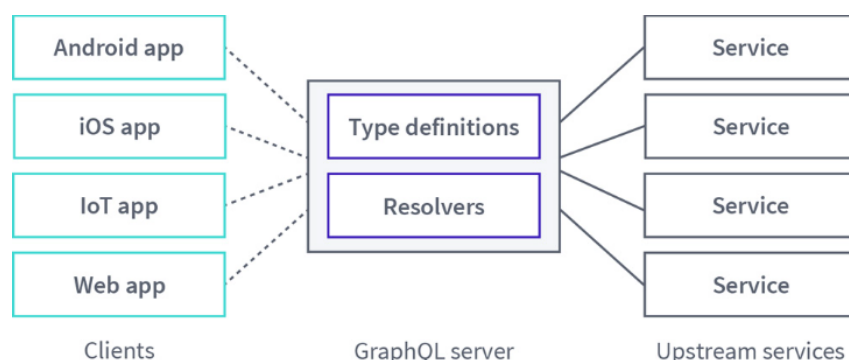 Android app
iOS app
IoT app
Web app
Clients
Type definitions
Resolvers
GraphQL server
Service
Service
Service
Service
Upstream services